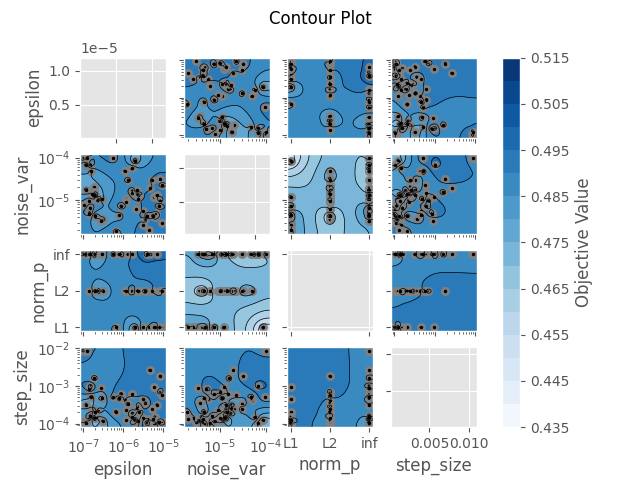 Contour Plot
1e−5
1.0
0.5
epsilon
10⁻⁴
10⁻⁵
noise_var
inf
L2
L1
norm_p
10⁻²
10⁻³
10⁻⁴
step_size
10⁻⁷ 10⁻⁶ 10⁻⁵
epsilon
10⁻⁵ 10⁻⁴
noise_var
L1 L2 inf
norm_p
0.005 0.010
step_size
0.515
0.505
0.495
0.485
0.475
0.465
0.455
0.445
0.435
Objective Value